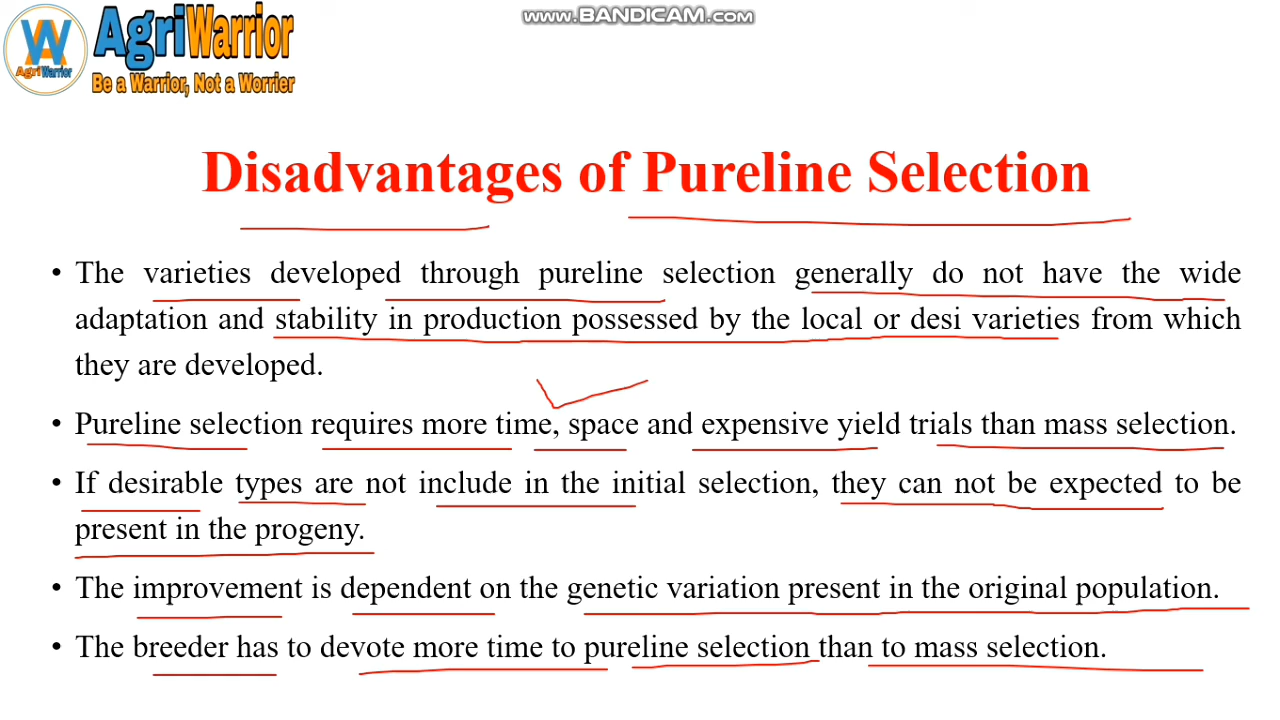 www.BANDICAM.com
AgriWarrior
Be a Warrior, Not a Worrier
W
A
AgriWarrior
Disadvantages of Pureline Selection
• The varieties developed through pureline selection generally do not have the wide
adaptation and stability in production possessed by the local or desi varieties from which
they are developed.
• Pureline selection requires more time, space and expensive yield trials than mass selection.
• If desirable types are not include in the initial selection, they can not be expected to be
present in the progeny.
• The improvement is dependent on the genetic variation present in the original population.
• The breeder has to devote more time to pureline selection than to mass selection.